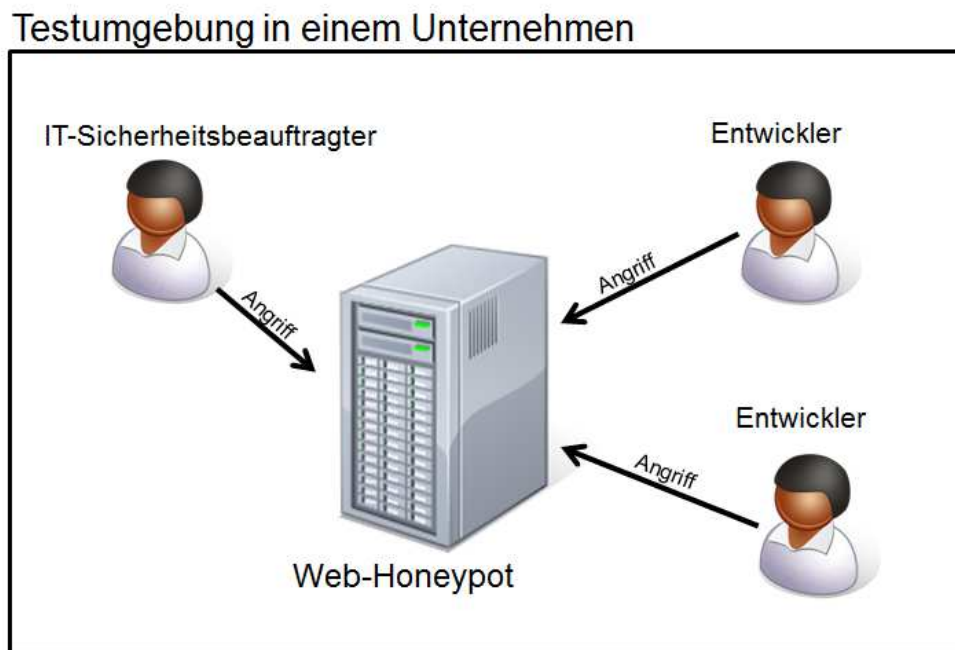 Testumgebung in einem Unternehmen
IT-Sicherheitsbeauftragter
Entwickler
Angriff
Angriff
Entwickler
Angriff
Web-Honeypot